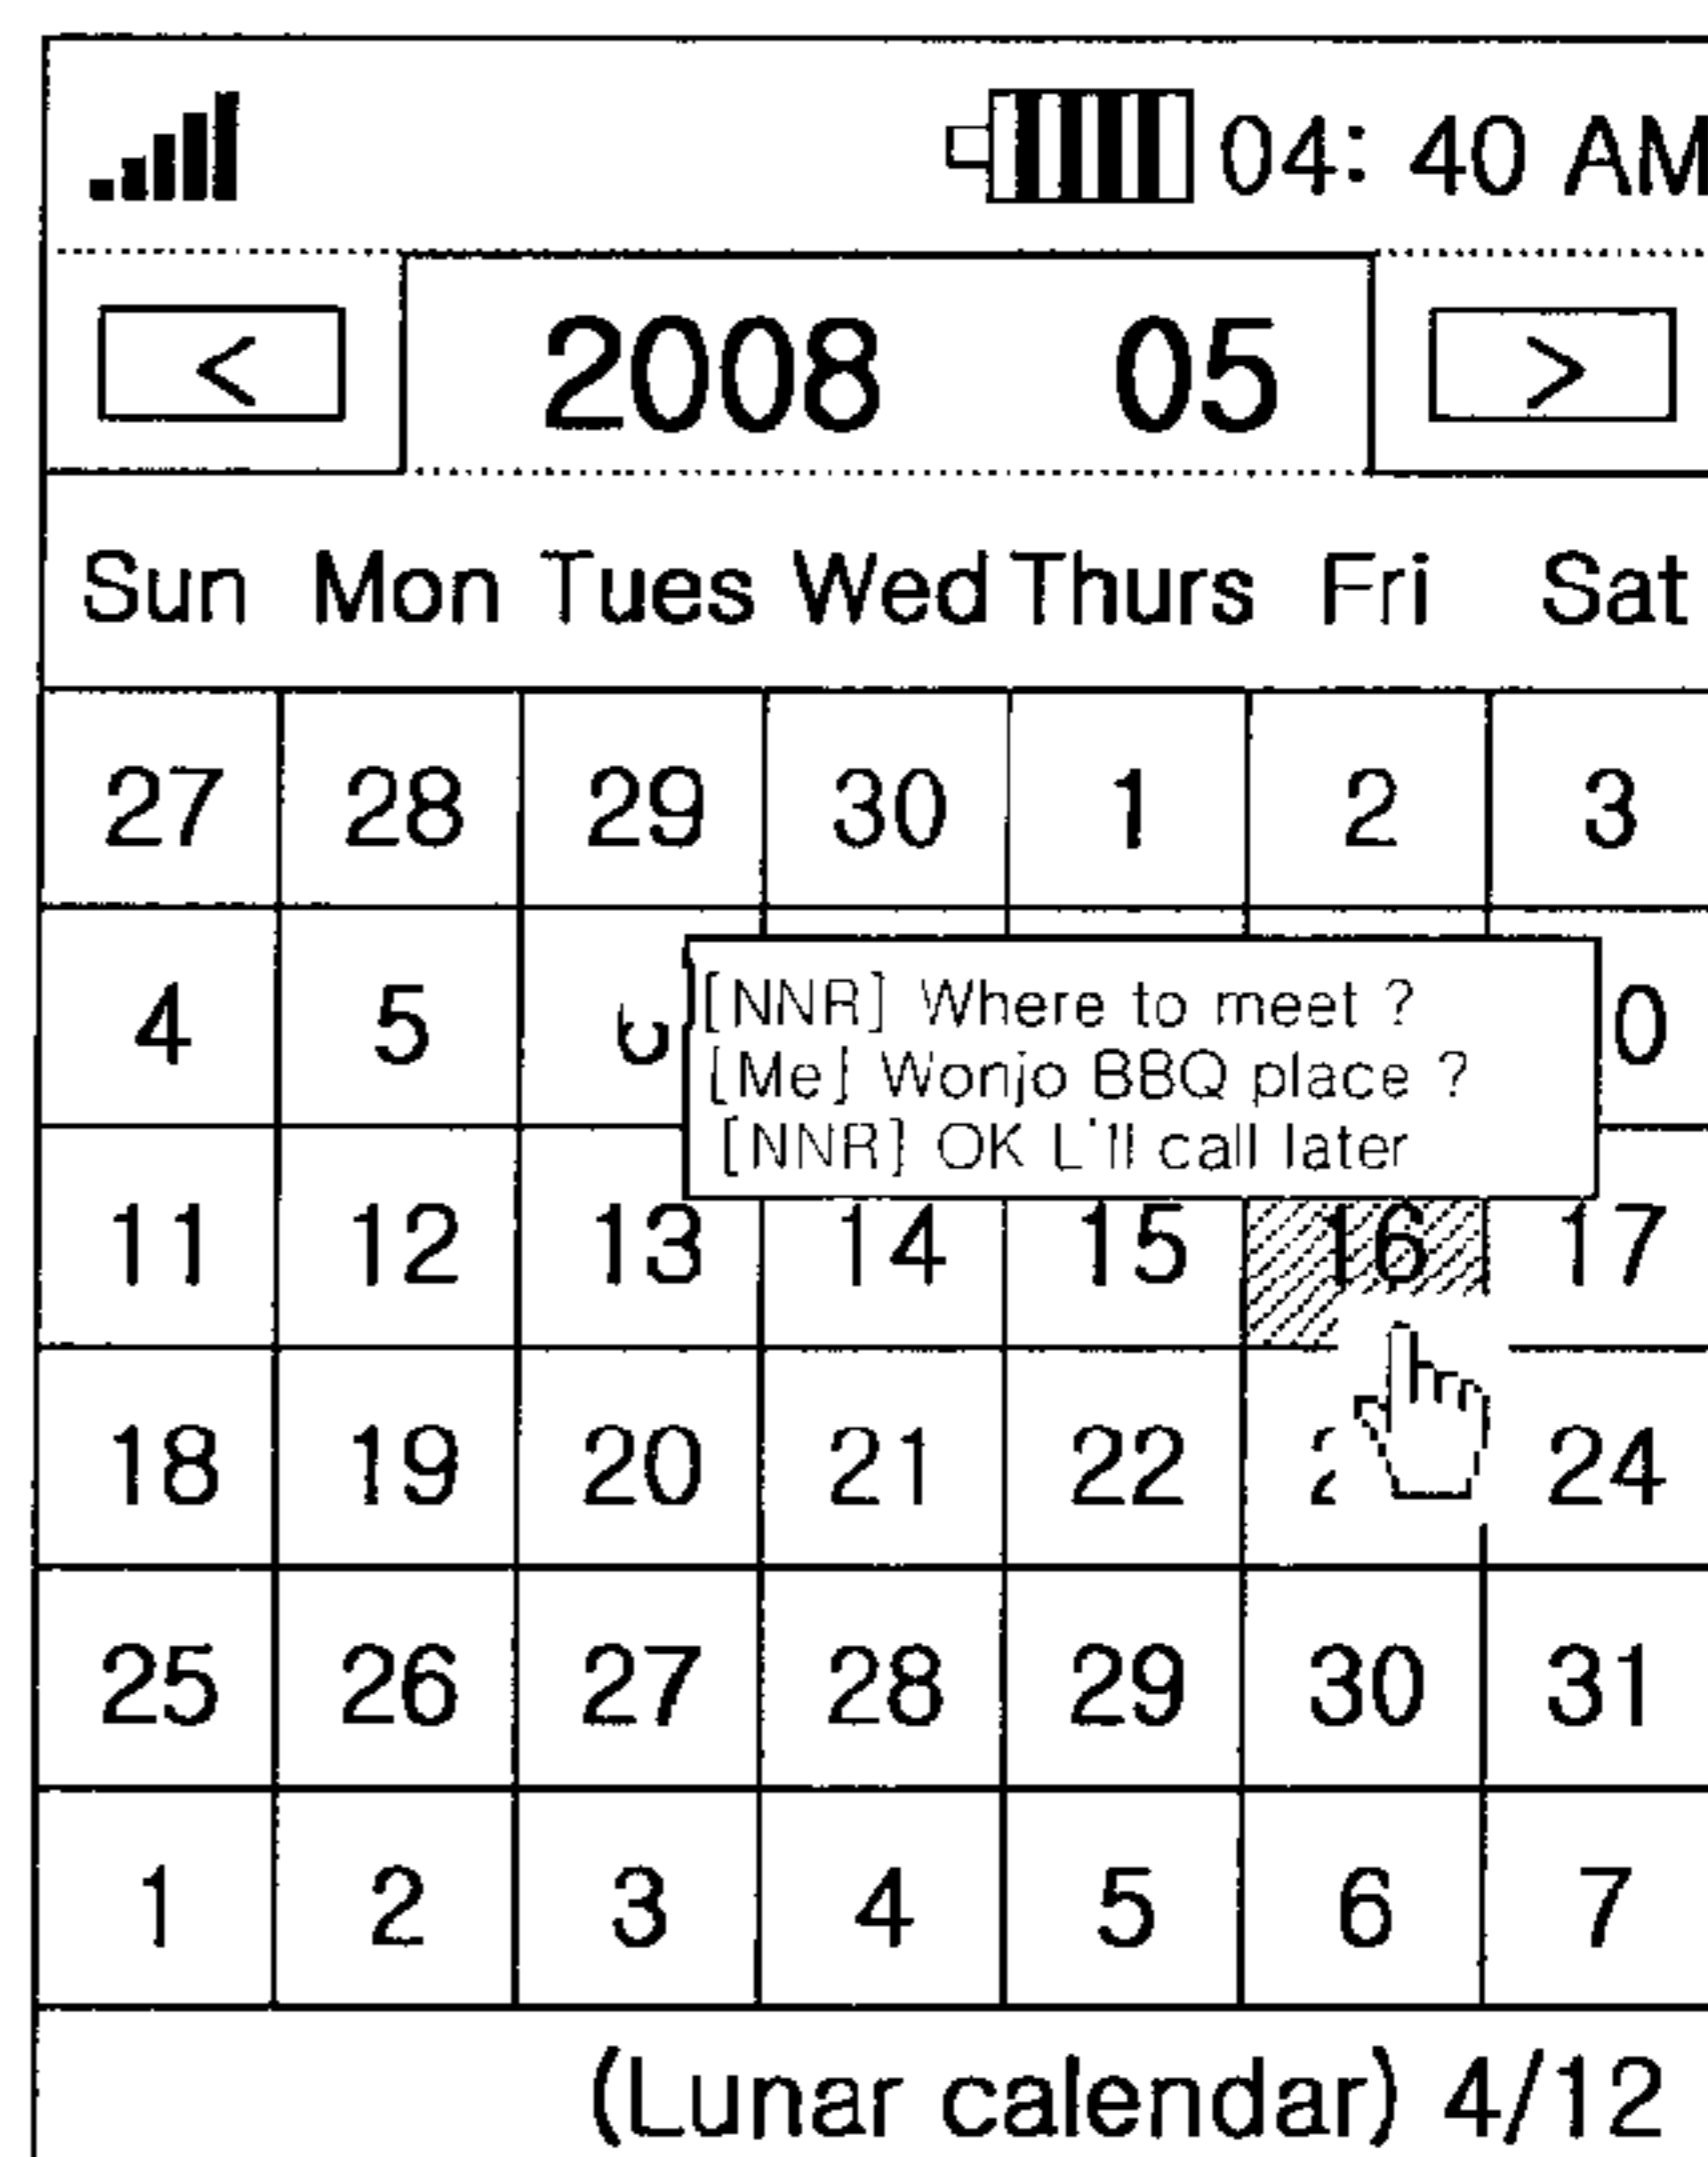 04: 40 AM
< 2008 05 >
Sun Mon Tues Wed Thurs Fri Sat
27 28 29 30 1 2 3
4 5
[NNR] Where to meet ?
[Me] Wonjo BBQ place ?
[NNR] OK L'll call later
11 12 13 14 15 16 17
18 19 20 21 22 24
25 26 27 28 29 30 31
1 2 3 4 5 6 7
(Lunar calendar) 4/12